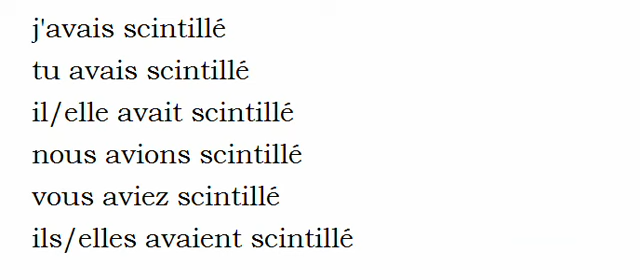 j'avais scintillé
tu avais scintillé
il/elle avait scintillé
nous avions scintillé
vous aviez scintillé
ils/elles avaient scintillé